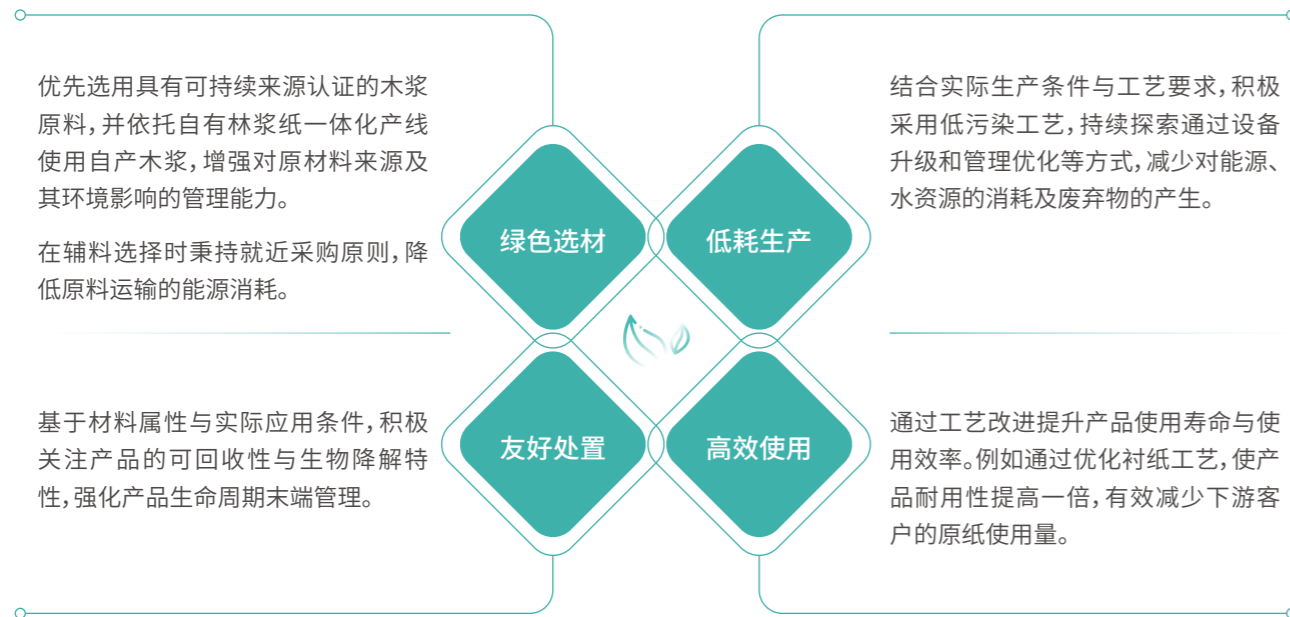 优先选用具有可持续来源认证的木浆
原料，并依托自有林浆纸一体化产线
使用自产木浆，增强对原材料来源及
其环境影响的管理能力。
在辅料选择时秉持就近采购原则，降
低原料运输的能源消耗。
绿色选材
低耗生产
结合实际生产条件与工艺要求，积极
采用低污染工艺，持续探索通过设备
升级和管理优化等方式，减少对能源、
水资源的消耗及废弃物的产生。
基于材料属性与实际应用条件，积极
关注产品的可回收性与生物降解特
性，强化产品生命周期末端管理。
友好处置
高效使用
通过工艺改进提升产品使用寿命与使
用效率。例如通过优化衬纸工艺，使产
品耐用性提高一倍，有效减少下游客
户的原纸使用量。